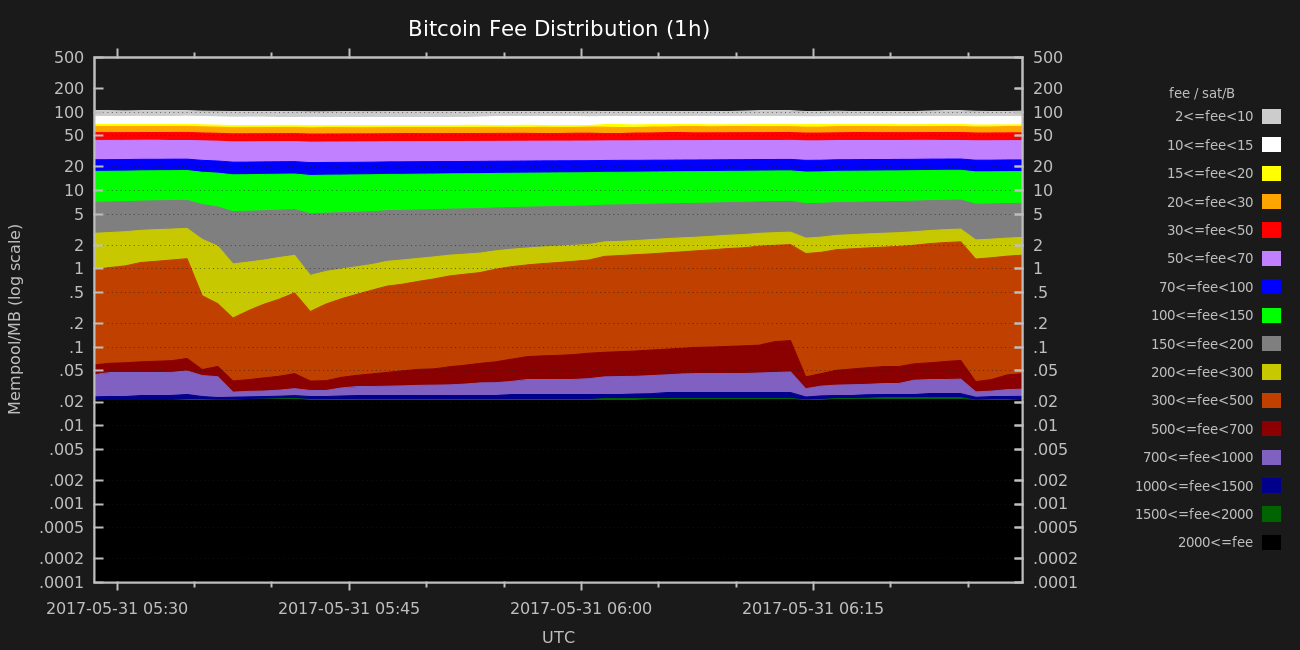 Bitcoin Fee Distribution (1h)
Mempool/MB (log scale)
500
200
100
50
20
10
5
2
1
.5
.2
.1
.05
.02
.01
.005
.002
.001
.0005
.0002
.0001
500
200
100
50
20
10
5
2
1
.5
.2
.1
.05
.02
.01
.005
.002
.001
.0005
.0002
.0001
2017-05-31 05:30 2017-05-31 05:45 2017-05-31 06:00 2017-05-31 06:15
UTC
fee / sat/B
2<=fee<10
10<=fee<15
15<=fee<20
20<=fee<30
30<=fee<50
50<=fee<70
70<=fee<100
100<=fee<150
150<=fee<200
200<=fee<300
300<=fee<500
500<=fee<700
700<=fee<1000
1000<=fee<1500
1500<=fee<2000
2000<=fee